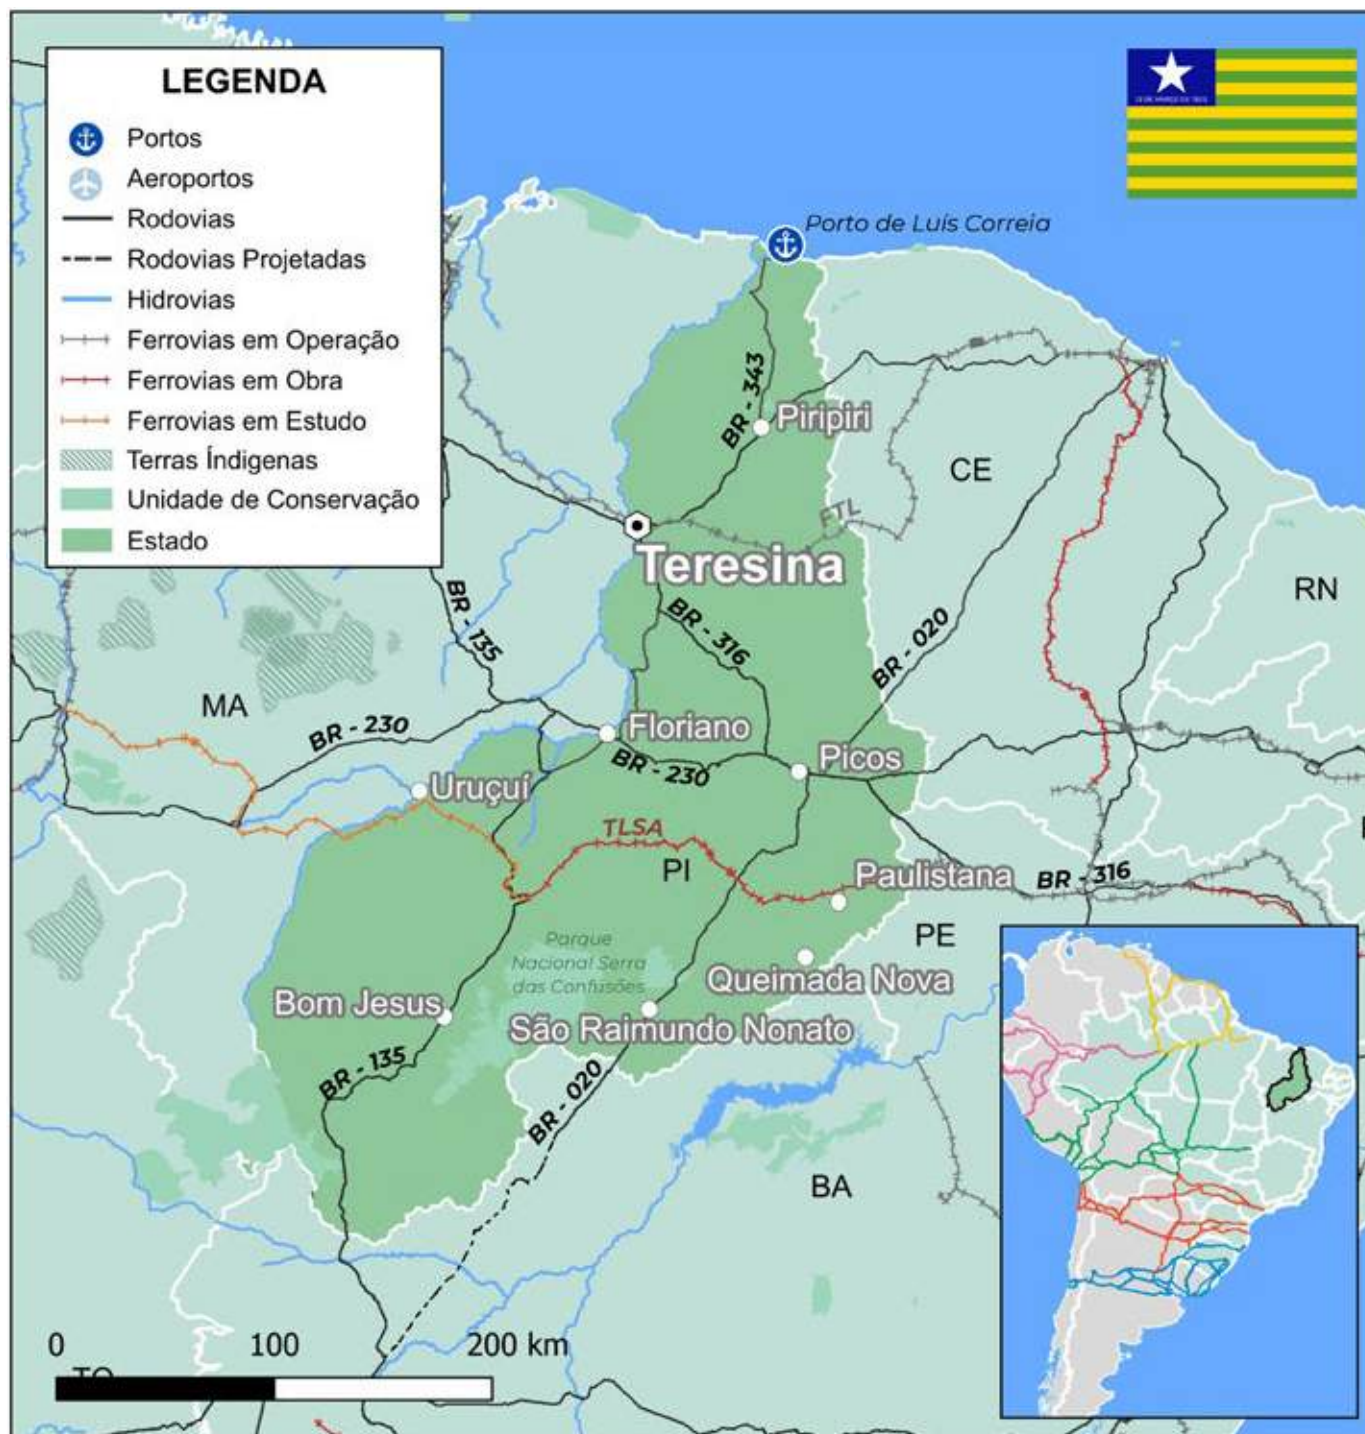 LEGENDA
Portos
Aeroportos
Rodovias
Rodovias Projetadas
Hidrovias
Ferrovias em Operação
Ferrovias em Obra
Ferrovias em Estudo
Terras Índigenas
Unidade de Conservação
Estado
Porto de Luís Correia
BR - 343
Piripiri
CE
FTL
Teresina
RN
BR - 135
BR - 316
BR - 020
MA
BR - 230
Floriano
BR - 230
Picos
Uruçuí
TLSA
PI
Paulistana
BR - 316
PE
Parque
Nacional Serra
das Confusões
Queimada Nova
Bom Jesus
São Raimundo Nonato
BR - 135
BR - 020
BA
0 100 200 km